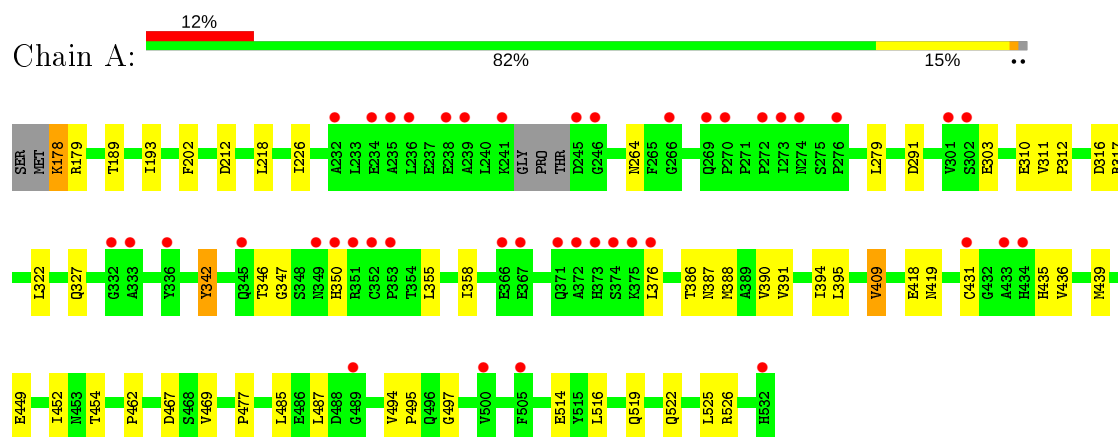 12%
Chain A:
82% 15% ••
SER MET K178 R179 T189 I193 F202 D212 L218 I226 A232 L233 E234 A235 L236 E237 E238 A239 L240 K241 GLY PRO THR D245 G246 N264 F265 G266 Q269 P270 P271 P272 I273 N274 S275 P276 L279 D291 V301 S302 E303 E310 V311 P312 D316 R317
L322 Q327 G332 A333 Y336 Y342 Q345 T346 G347 S348 N349 H350 R351 C352 P353 T354 L355 I358 E366 E367 Q371 A372 H373 S374 K375 L376 T386 N387 M388 A389 V390 V391 I394 L395 V409 E418 N419 C431 G432 A433 H434 H435 V436 M439
E449 I452 N453 T454 P462 D467 S468 V469 P477 L485 E486 L487 D488 G489 V494 P495 Q496 G497 V500 F505 E514 Y515 L516 Q519 Q522 L525 R526 H532